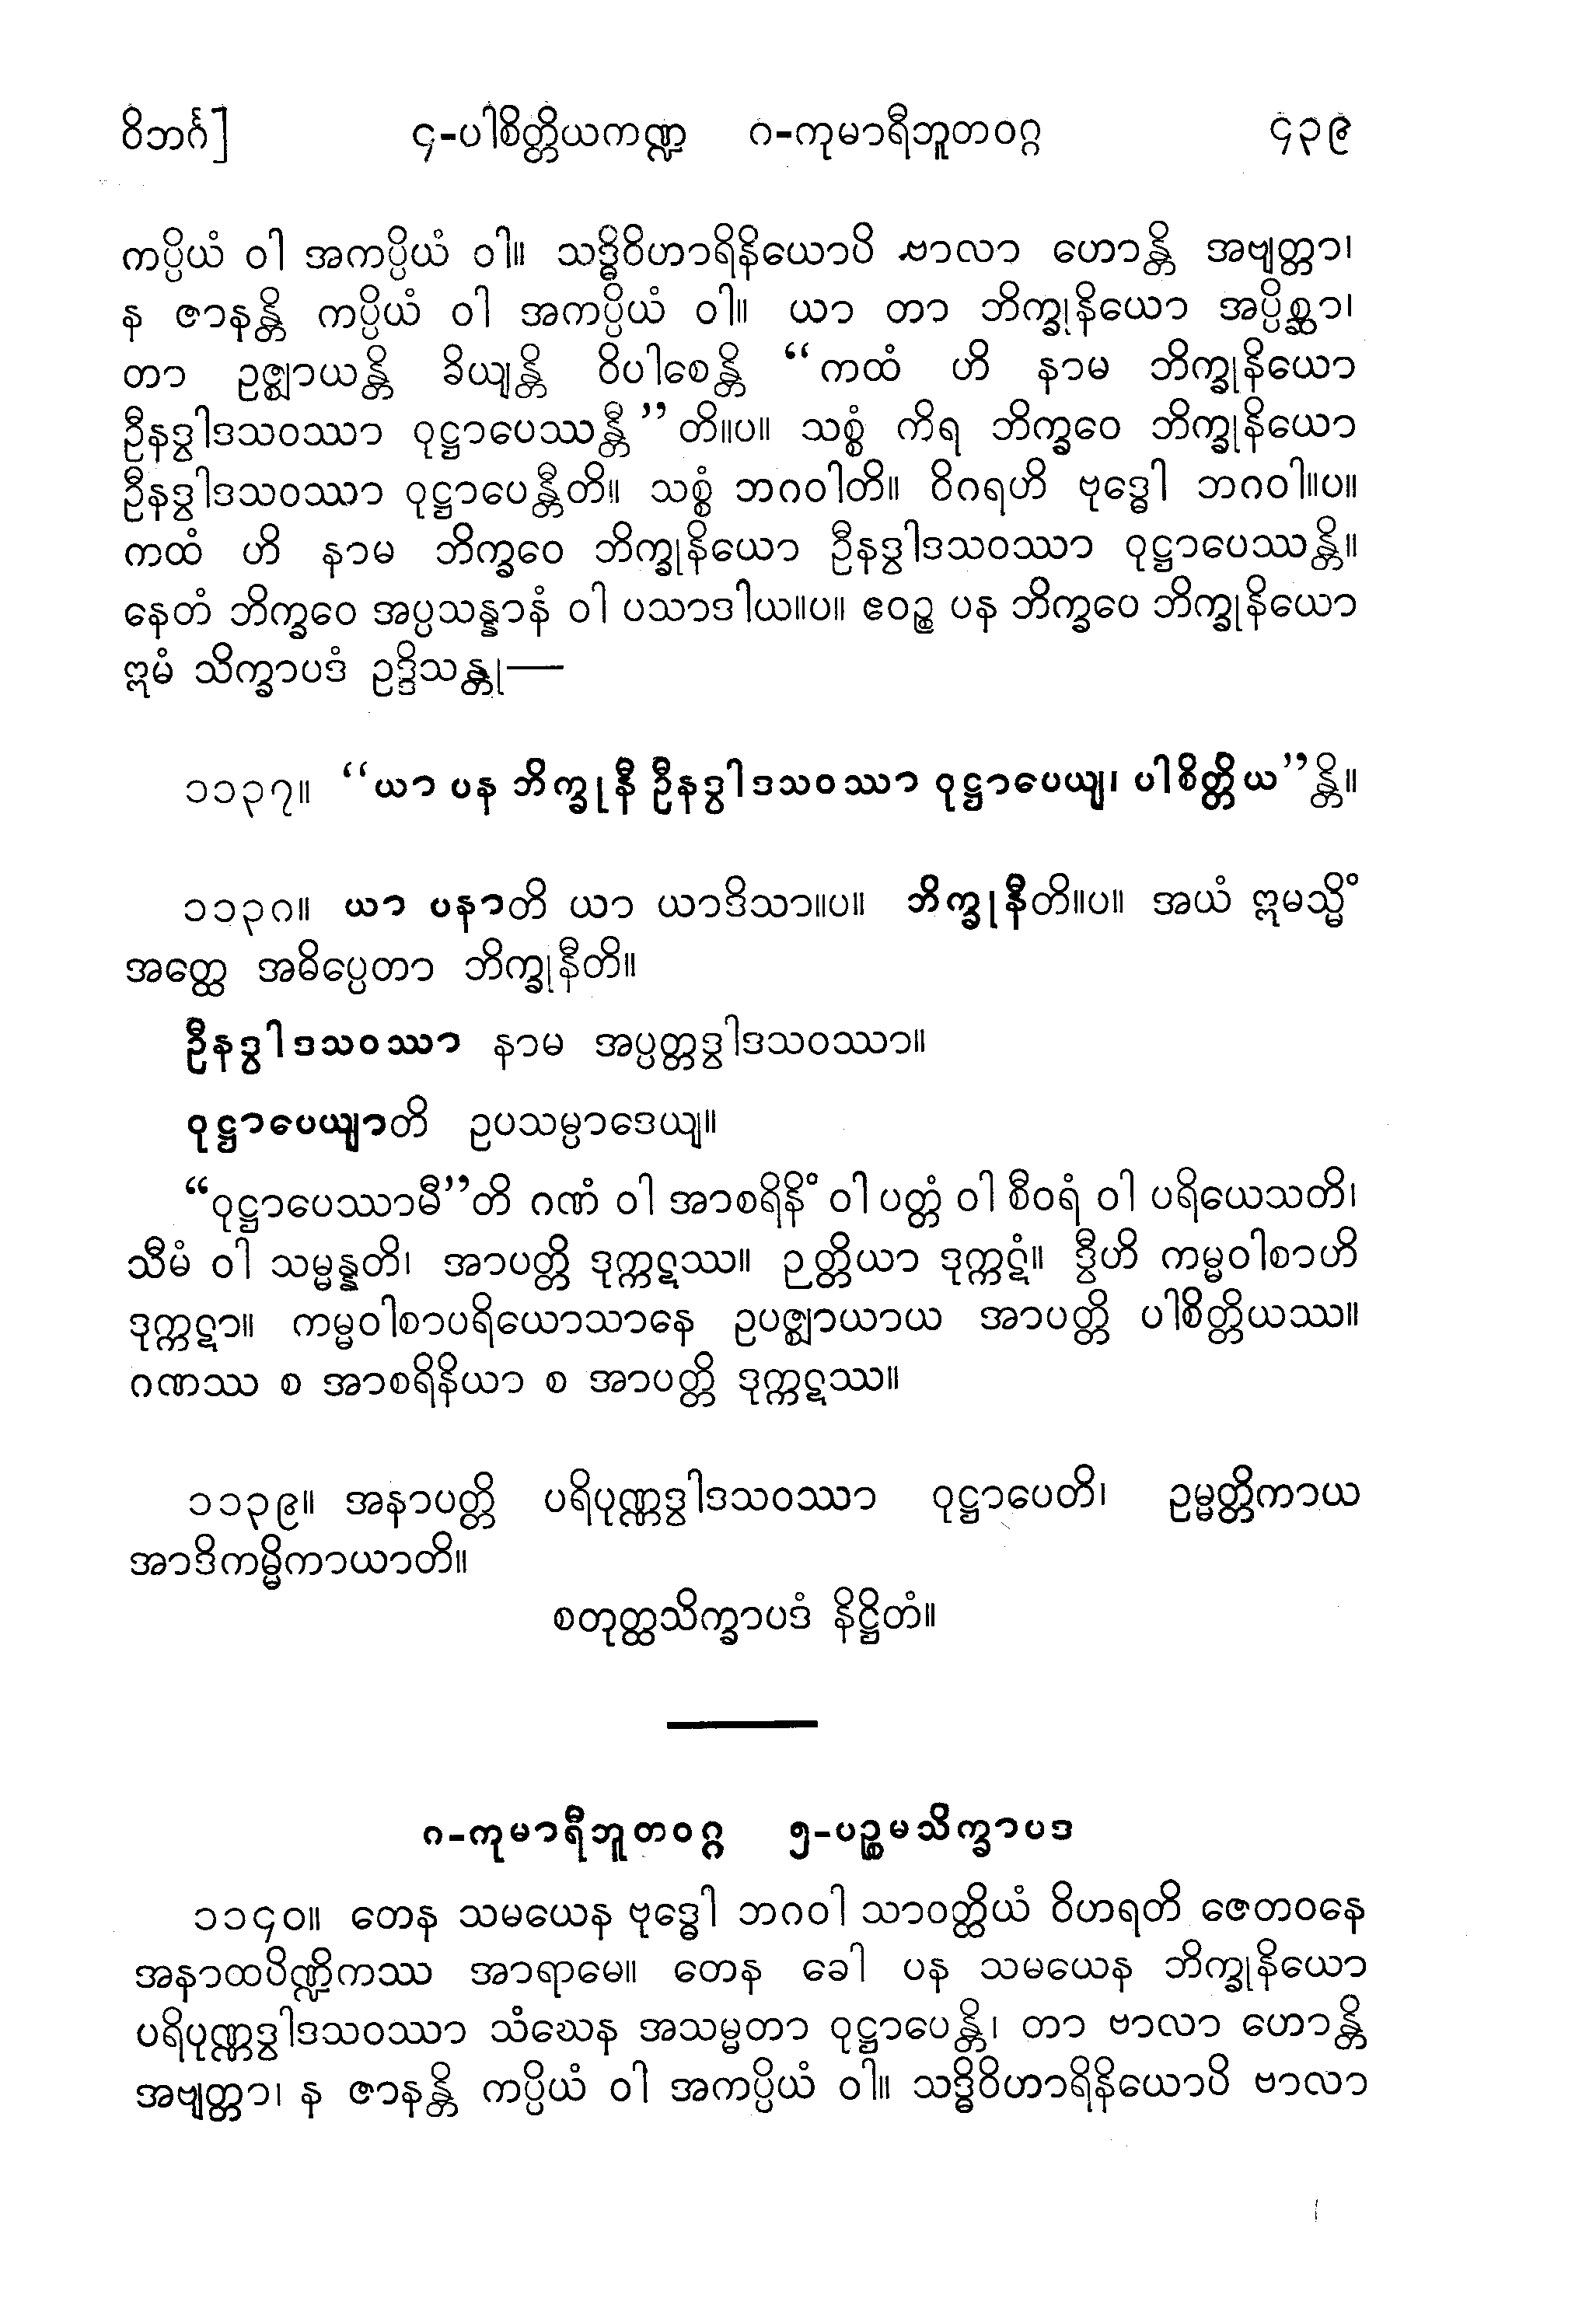 ဝိဘင်္ဂ] ၄-ပါစိတ္တိယကဏ္ဍ ဂ-ကုမာရီဘူတဝဂ္ဂ ၄၃၉
ကပ္ပိယံ ဝါ အကပ္ပိယံ ဝါ။ သဒ္ဓိဝိဟာရိနိယောပိ ဗာလာ ဟောန္တိ အဗျတ္တာ၊
န ဇာနန္တိ ကပ္ပိယံ ဝါ အကပ္ပိယံ ဝါ။ ယာ တာ ဘိက္ခုနိယော အပ္ပိစ္ဆာ၊
တာ ဥဇ္ဈာယန္တိ ခိယျန္တိ ဝိပါစေန္တိ “ကထံ ဟိ နာမ ဘိက္ခုနိယော
ဦနဒွါဒသဝဿာ ဝုဋ္ဌာပေဿန္တီ”တိ။ပ။ သစ္စံ ကိရ ဘိက္ခဝေ ဘိက္ခုနိယော
ဦနဒွါဒသဝဿာ ဝုဋ္ဌာပေန္တီတိ။ သစ္စံ ဘဂဝါတိ။ ဝိဂရဟိ ဗုဒ္ဓေါ ဘဂဝါ။ပ။
ကထံ ဟိ နာမ ဘိက္ခဝေ ဘိက္ခုနိယော ဦနဒွါဒသဝဿာ ဝုဋ္ဌာပေဿန္တိ။
နေတံ ဘိက္ခဝေ အပ္ပသန္နာနံ ဝါ ပသာဒါယ။ပ။ ဧဝဉ္စ ပန ဘိက္ခဝေ ဘိက္ခုနိယော
ဣမံ သိက္ခာပဒံ ဥဒ္ဒိသန္တု—
၁၁၃၇။ “ယာ ပန ဘိက္ခုနီ ဦနဒွါဒသဝဿာ ဝုဋ္ဌာပေယျ၊ ပါစိတ္တိယ”န္တိ။
၁၁၃၈။ ယာ ပနာတိ ယာ ယာဒိသာ။ပ။ ဘိက္ခုနီတိ။ပ။ အယံ ဣမသ္မိံ
အတ္ထေ အဓိပ္ပေတာ ဘိက္ခုနီတိ။
ဦနဒွါဒသဝဿာ နာမ အပ္ပတ္တဒွါဒသဝဿာ။
ဝုဋ္ဌာပေယျာတိ ဥပသမ္ပာဒေယျ။
“ဝုဋ္ဌာပေဿာမီ”တိ ဂဏံ ဝါ အာစရိနိံ ဝါ ပတ္တံ ဝါ စီဝရံ ဝါ ပရိယေသတိ၊
သီမံ ဝါ သမ္မန္နတိ၊ အာပတ္တိ ဒုက္ကဋဿ။ ဉတ္တိယာ ဒုက္ကဋံ။ ဒွီဟိ ကမ္မဝါစာဟိ
ဒုက္ကဋာ။ ကမ္မဝါစာပရိယောသာနေ ဥပဇ္ဈာယာယ အာပတ္တိ ပါစိတ္တိယဿ။
ဂဏဿ စ အာစရိနိယာ စ အာပတ္တိ ဒုက္ကဋဿ။
၁၁၃၉။ အနာပတ္တိ ပရိပုဏ္ဏဒွါဒသဝဿာ ဝုဋ္ဌာပေတိ၊ ဥမ္မတ္တိကာယ
အာဒိကမ္မိကာယာတိ။
စတုတ္ထသိက္ခာပဒံ နိဋ္ဌိတံ။
ဂ-ကုမာရီဘူတဝဂ္ဂ ၅-ပဉ္စမသိက္ခာပဒ
၁၁၄၀။ တေန သမယေန ဗုဒ္ဓေါ ဘဂဝါ သာဝတ္ထိယံ ဝိဟရတိ ဇေတဝနေ
အနာထပိဏ္ဍိကဿ အာရာမေ။ တေန ခေါ ပန သမယေန ဘိက္ခုနိယော
ပရိပုဏ္ဏဒွါဒသဝဿာ သံဃေန အသမ္မတာ ဝုဋ္ဌာပေန္တိ၊ တာ ဗာလာ ဟောန္တိ
အဗျတ္တာ၊ န ဇာနန္တိ ကပ္ပိယံ ဝါ အကပ္ပိယံ ဝါ။ သဒ္ဓိဝိဟာရိနိယောပိ ဗာလာ